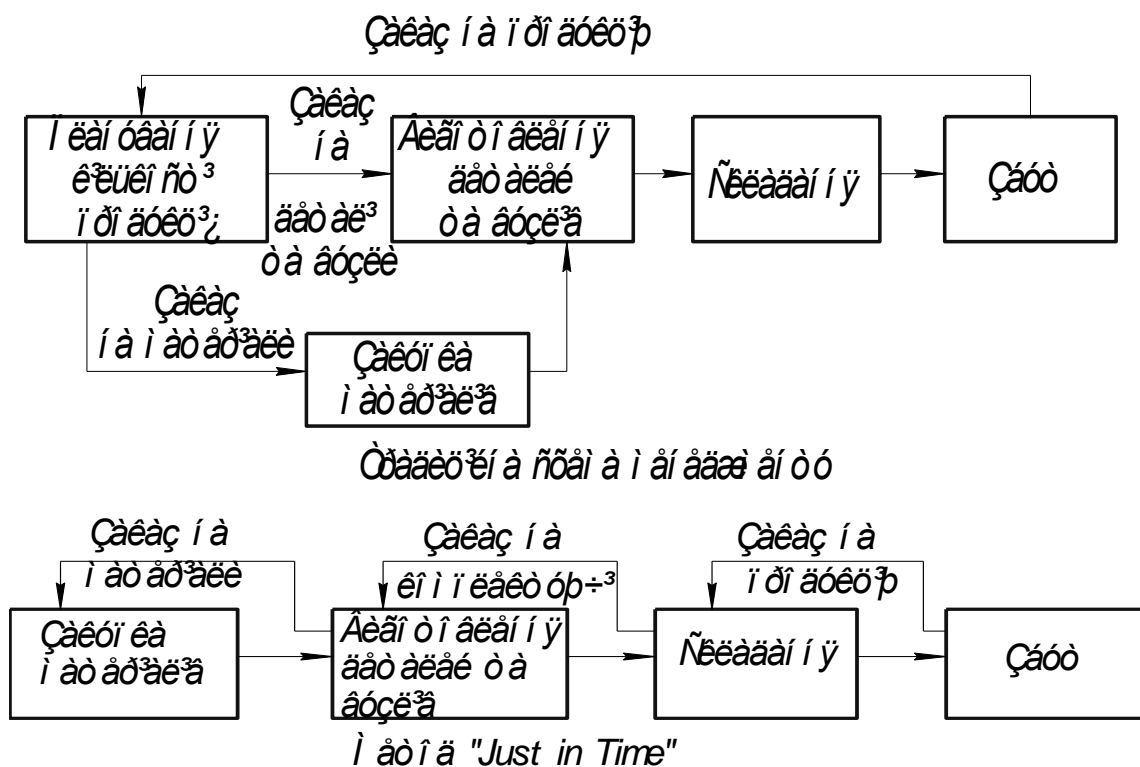 Çàêàç íà ïðîäóêö³þ
Çàêàç
íà
äåòàë³
òà âóçëè
Ïëàíóâàííÿ
ê³ëüêîñò³
ïðîäóêö³¿
Âèãîòîâëåííÿ
äåòàëåé
òà âóçë³â
Ñêëàäàííÿ
Çáóò
Çàêàç
íà ìàòåð³àëè
Çàêóïêà
ìàòåð³àë³â
Òðàäèö³éíà ñõåìà ìåíåäæìåíòó
Çàêàç íà
ìàòåð³àëè
Çàêàç íà
êîìïëåêòóþ÷³
Çàêàç íà
ïðîäóêö³þ
Çàêóïêà
ìàòåð³àë³â
Âèãîòîâëåííÿ
äåòàëåé òà
âóçë³â
Ñêëàäàííÿ
Çáóò
Ìåòîä "Just in Time"